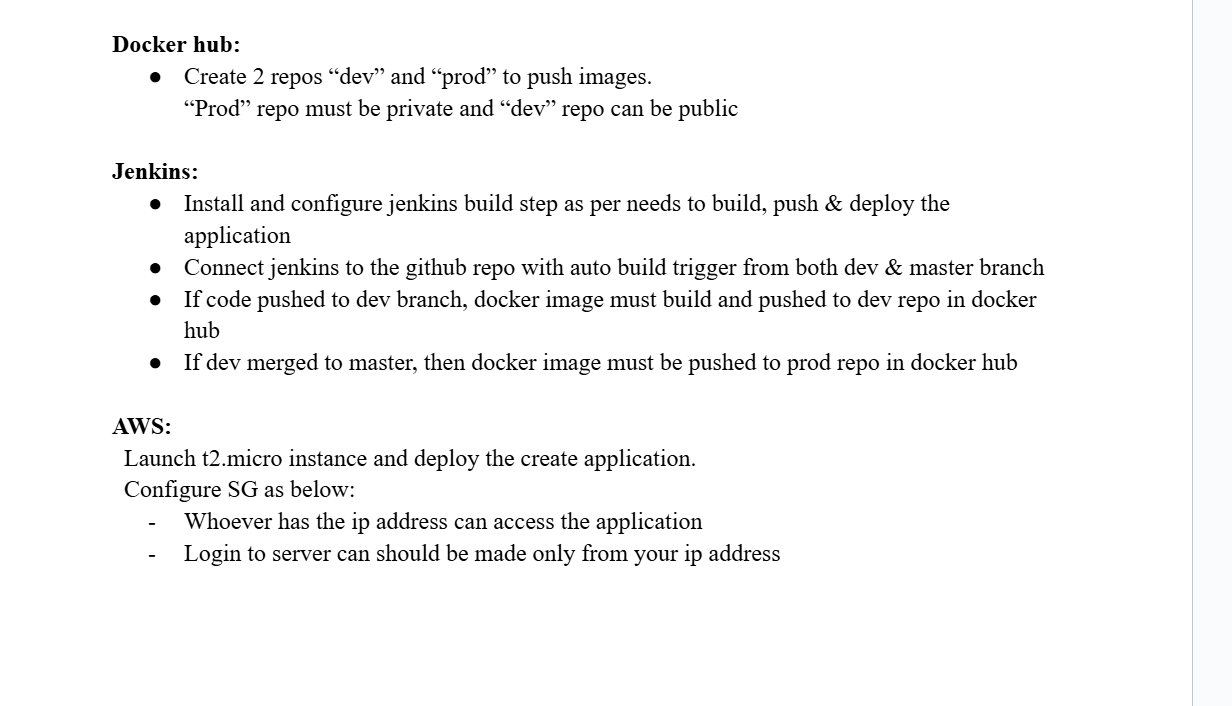 Docker hub:
● Create 2 repos “dev” and “prod” to push images.
“Prod” repo must be private and “dev” repo can be public
Jenkins:
● Install and configure jenkins build step as per needs to build, push & deploy the
application
● Connect jenkins to the github repo with auto build trigger from both dev & master branch
● If code pushed to dev branch, docker image must build and pushed to dev repo in docker
hub
● If dev merged to master, then docker image must be pushed to prod repo in docker hub
AWS:
Launch t2.micro instance and deploy the create application.
Configure SG as below:
- Whoever has the ip address can access the application
- Login to server can should be made only from your ip address